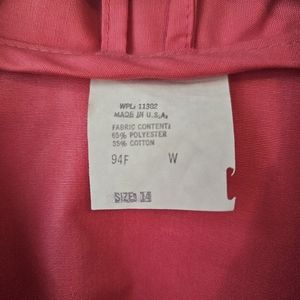 WPL: 11302
MADE IN U.S.A.
FABRIC CONTENT:
65% POLYESTER
35% COTTON
94F W
SIZE: 14